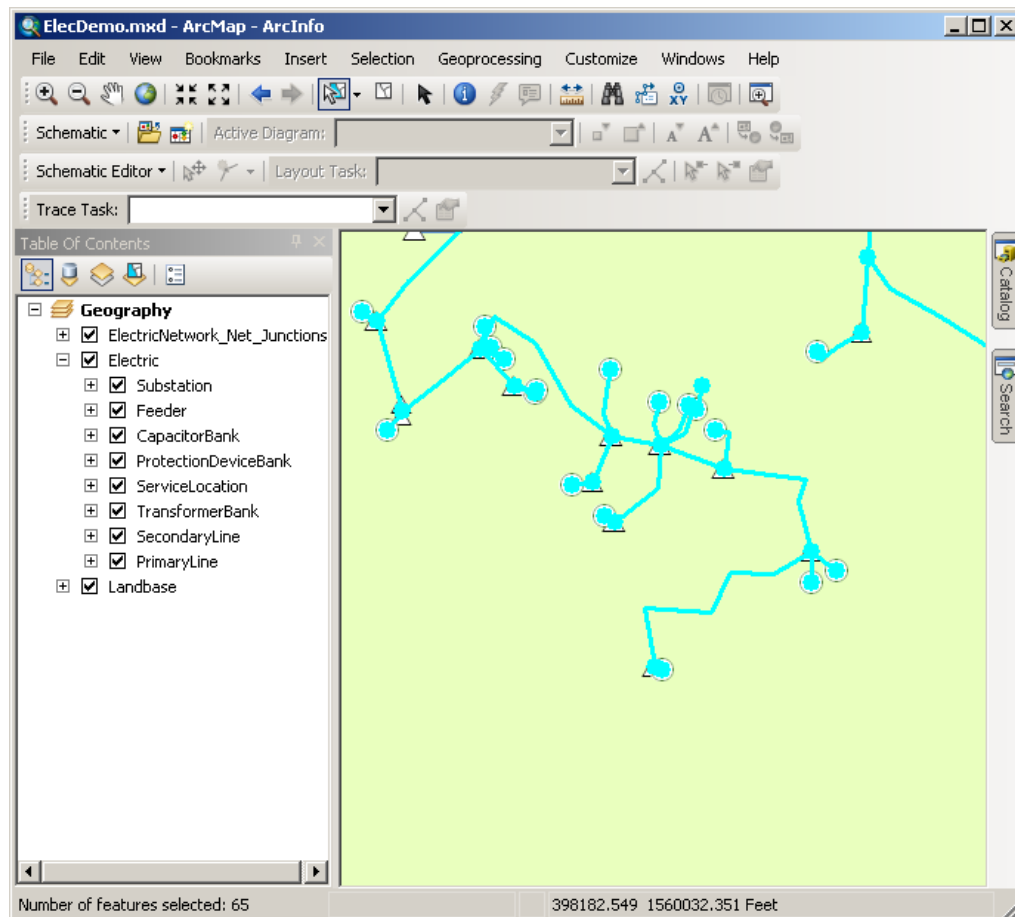 ElecDemo.mxd - ArcMap - ArcInfo
File Edit View Bookmarks Insert Selection Geoprocessing Customize Windows Help
XY
Schematic Active Diagram: A A
Schematic Editor Layout Task:
Trace Task:
Table Of Contents
Geography
ElectricNetwork_Net_Junctions
Electric
Substation
Feeder
CapacitorBank
ProtectionDeviceBank
ServiceLocation
TransformerBank
SecondaryLine
PrimaryLine
Landbase
Catalog
Search
Number of features selected: 65 398182.549 1560032.351 Feet